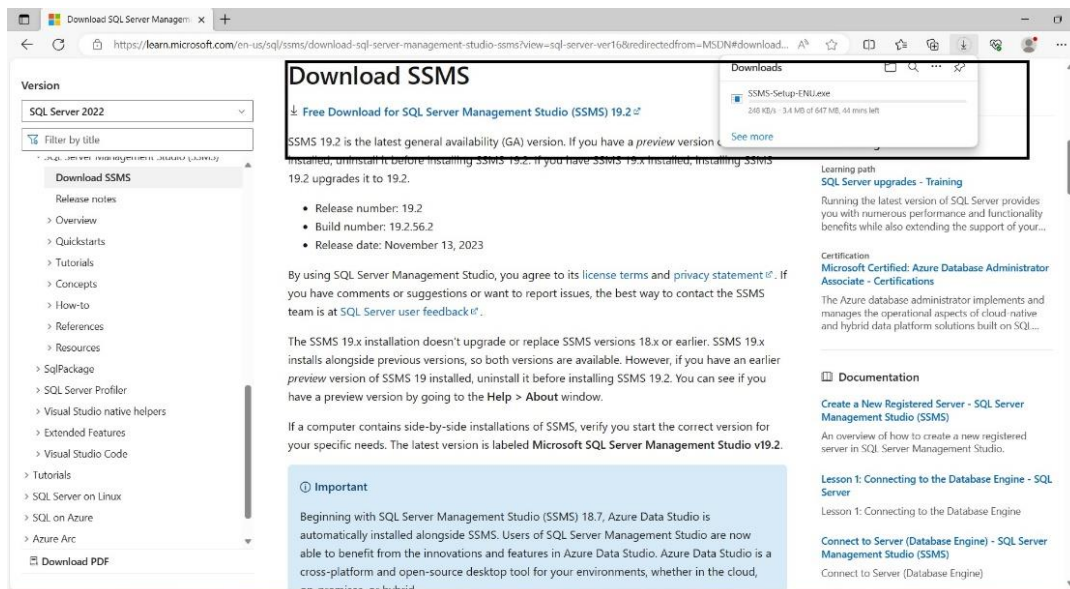 Download SQL Server Managem
https://learn.microsoft.com/en-us/sql/ssms/download-sql-server-management-studio-ssms?view=sql-server-ver16&redirectedfrom=MSDN#download...
Version
SQL Server 2022
Filter by title
SQL Server Management Studio (SSMS)
Download SSMS
Release notes
> Overview
> Quickstarts
> Tutorials
> Concepts
> How-to
> References
> Resources
> SqlPackage
> SQL Server Profiler
> Visual Studio native helpers
> Extended Features
> Visual Studio Code
> Tutorials
> SQL Server on Linux
> SQL on Azure
> Azure Arc
Download PDF
Download SSMS
Free Download for SQL Server Management Studio (SSMS) 19.2
SSMS 19.2 is the latest general availability (GA) version. If you have a preview version
installed, uninstall it before installing SSMS 19.2. If you have SSMS 19.x installed, installing SSMS
19.2 upgrades it to 19.2.
• Release number: 19.2
• Build number: 19.2.56.2
• Release date: November 13, 2023
By using SQL Server Management Studio, you agree to its license terms and privacy statement. If
you have comments or suggestions or want to report issues, the best way to contact the SSMS
team is at SQL Server user feedback.
The SSMS 19.x installation doesn't upgrade or replace SSMS versions 18.x or earlier. SSMS 19.x
installs alongside previous versions, so both versions are available. However, if you have an earlier
preview version of SSMS 19 installed, uninstall it before installing SSMS 19.2. You can see if you
have a preview version by going to the Help > About window.
If a computer contains side-by-side installations of SSMS, verify you start the correct version for
your specific needs. The latest version is labeled Microsoft SQL Server Management Studio v19.2.
Important
Beginning with SQL Server Management Studio (SSMS) 18.7, Azure Data Studio is
automatically installed alongside SSMS. Users of SQL Server Management Studio are now
able to benefit from the innovations and features in Azure Data Studio. Azure Data Studio is a
cross-platform and open-source desktop tool for your environments, whether in the cloud,
Downloads
SSMS-Setup-ENU.exe
246 KB/s - 3.4 MB of 647 MB, 44 mins left
See more
Learning path
SQL Server upgrades - Training
Running the latest version of SQL Server provides
you with numerous performance and functionality
benefits while also extending the support of your...
Certification
Microsoft Certified: Azure Database Administrator
Associate - Certifications
The Azure database administrator implements and
manages the operational aspects of cloud-native
and hybrid data platform solutions built on SQL...
Documentation
Create a New Registered Server - SQL Server
Management Studio (SSMS)
An overview of how to create a new registered
server in SQL Server Management Studio.
Lesson 1: Connecting to the Database Engine - SQL
Server
Lesson 1: Connecting to the Database Engine
Connect to Server (Database Engine) - SQL Server
Management Studio (SSMS)
Connect to Server (Database Engine)